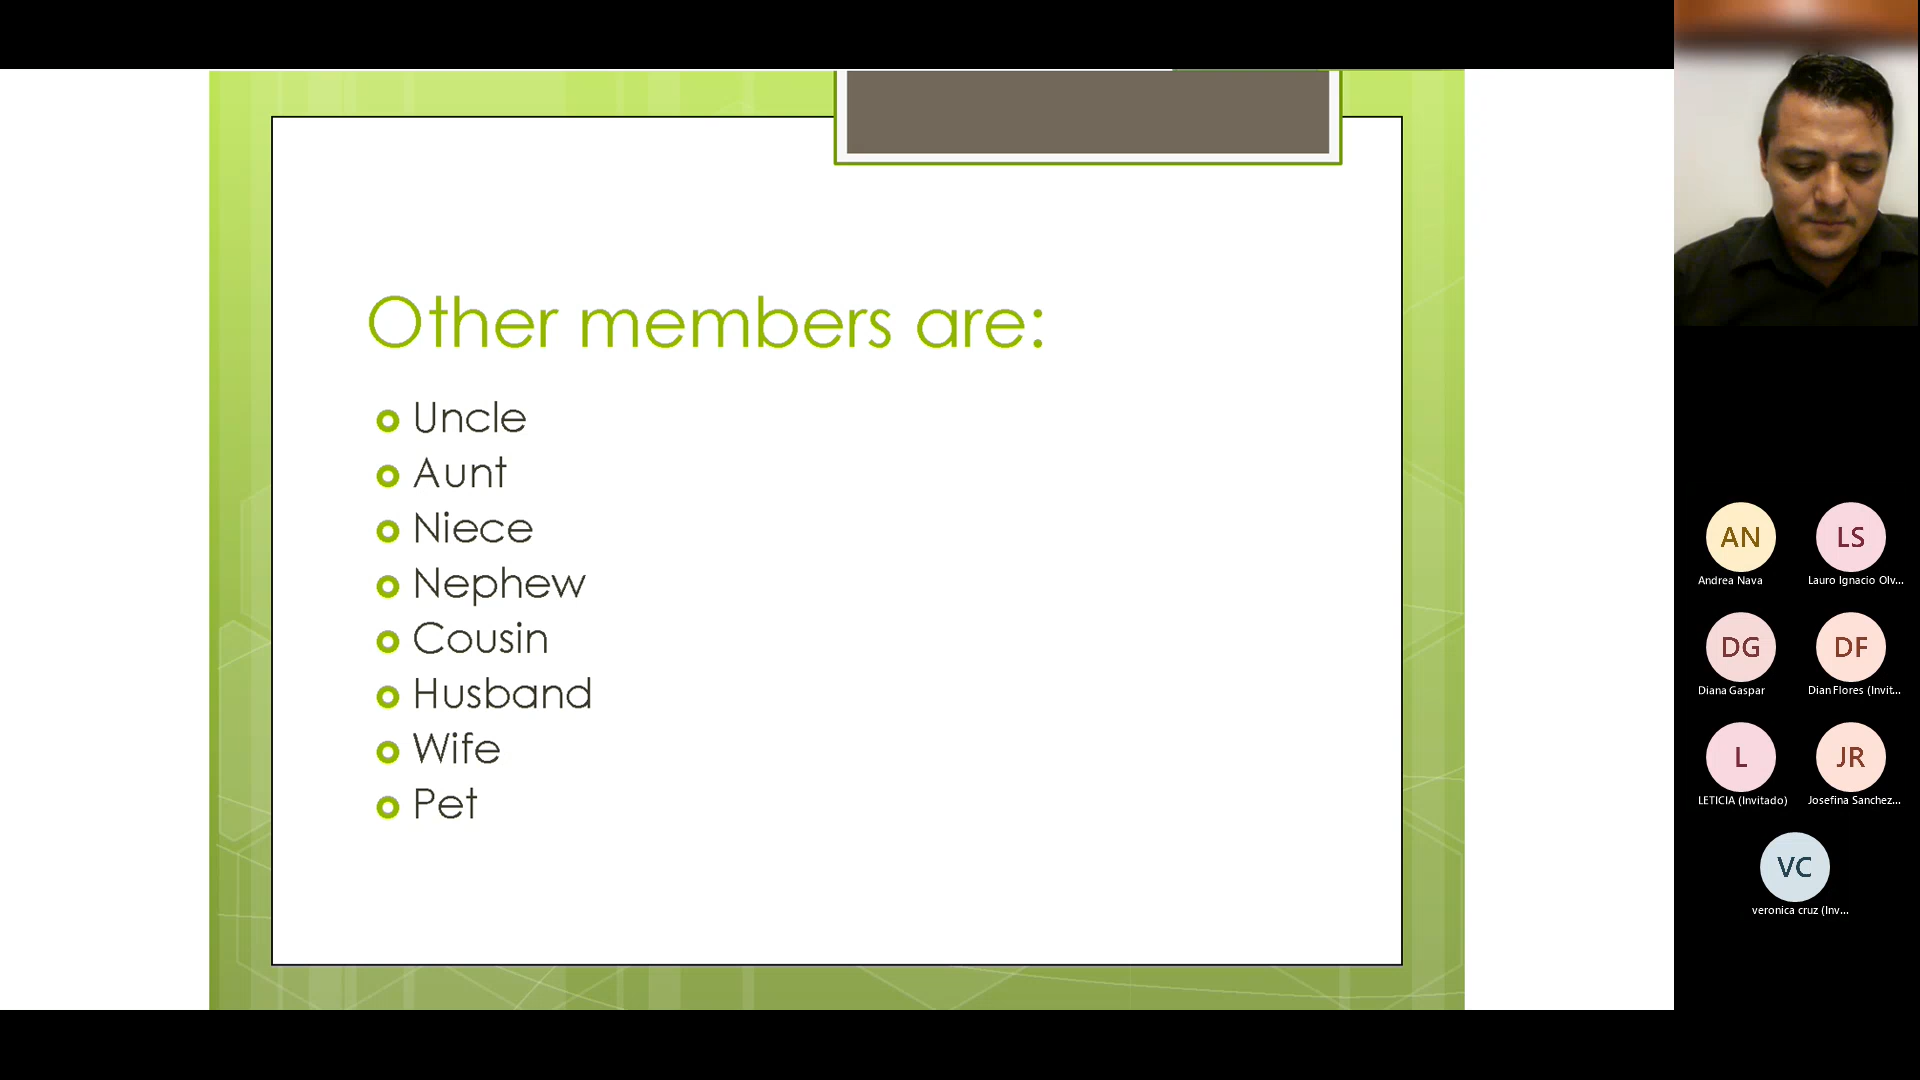 Other members are:
Uncle
Aunt
Niece
Nephew
Cousin
Husband
Wife
Pet
AN
LS
Andrea Nava
Lauro Ignacio Olv...
DG
DF
Diana Gaspar
Dian Flores (Invit...
L
JR
LETICIA (Invitado)
Josefina Sanchez...
VC
veronica cruz (Inv...